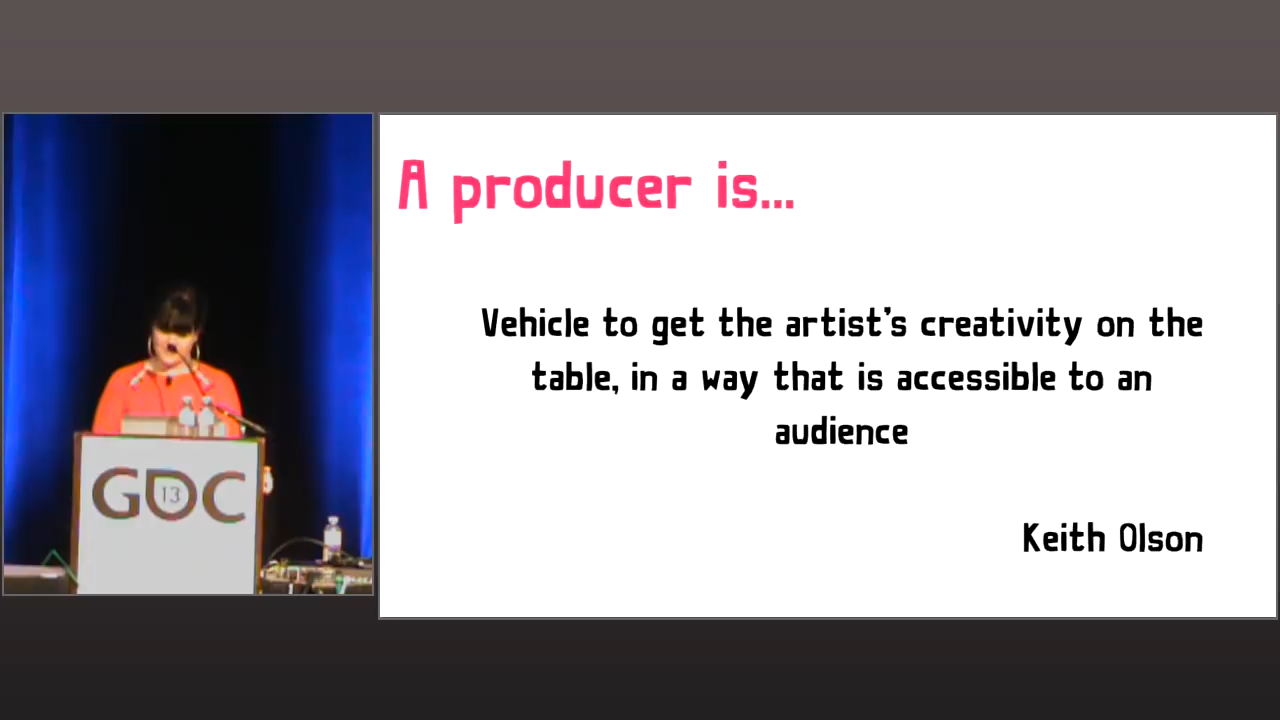 A producer is...
Vehicle to get the artist's creativity on the
table, in a way that is accessible to an
audience
Keith Olson
GDC
13